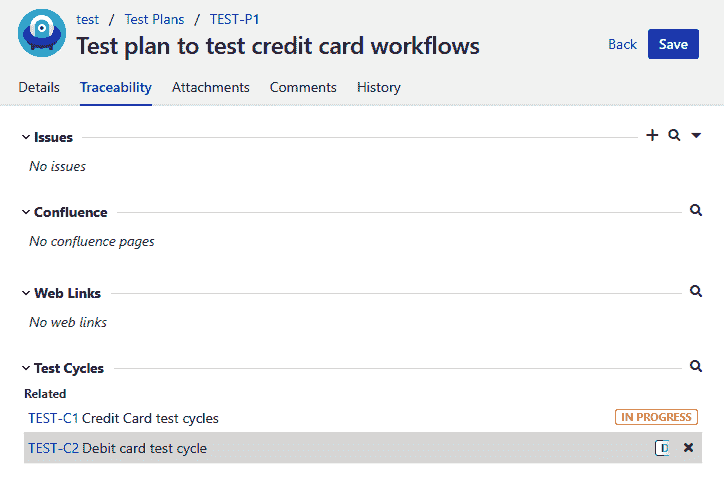 test / Test Plans / TEST-P1
Test plan to test credit card workflows
Back Save
Details Traceability Attachments Comments History
Issues
No issues
Confluence
No confluence pages
Web Links
No web links
Test Cycles
Related
TEST-C1 Credit Card test cycles IN PROGRESS
TEST-C2 Debit card test cycle D